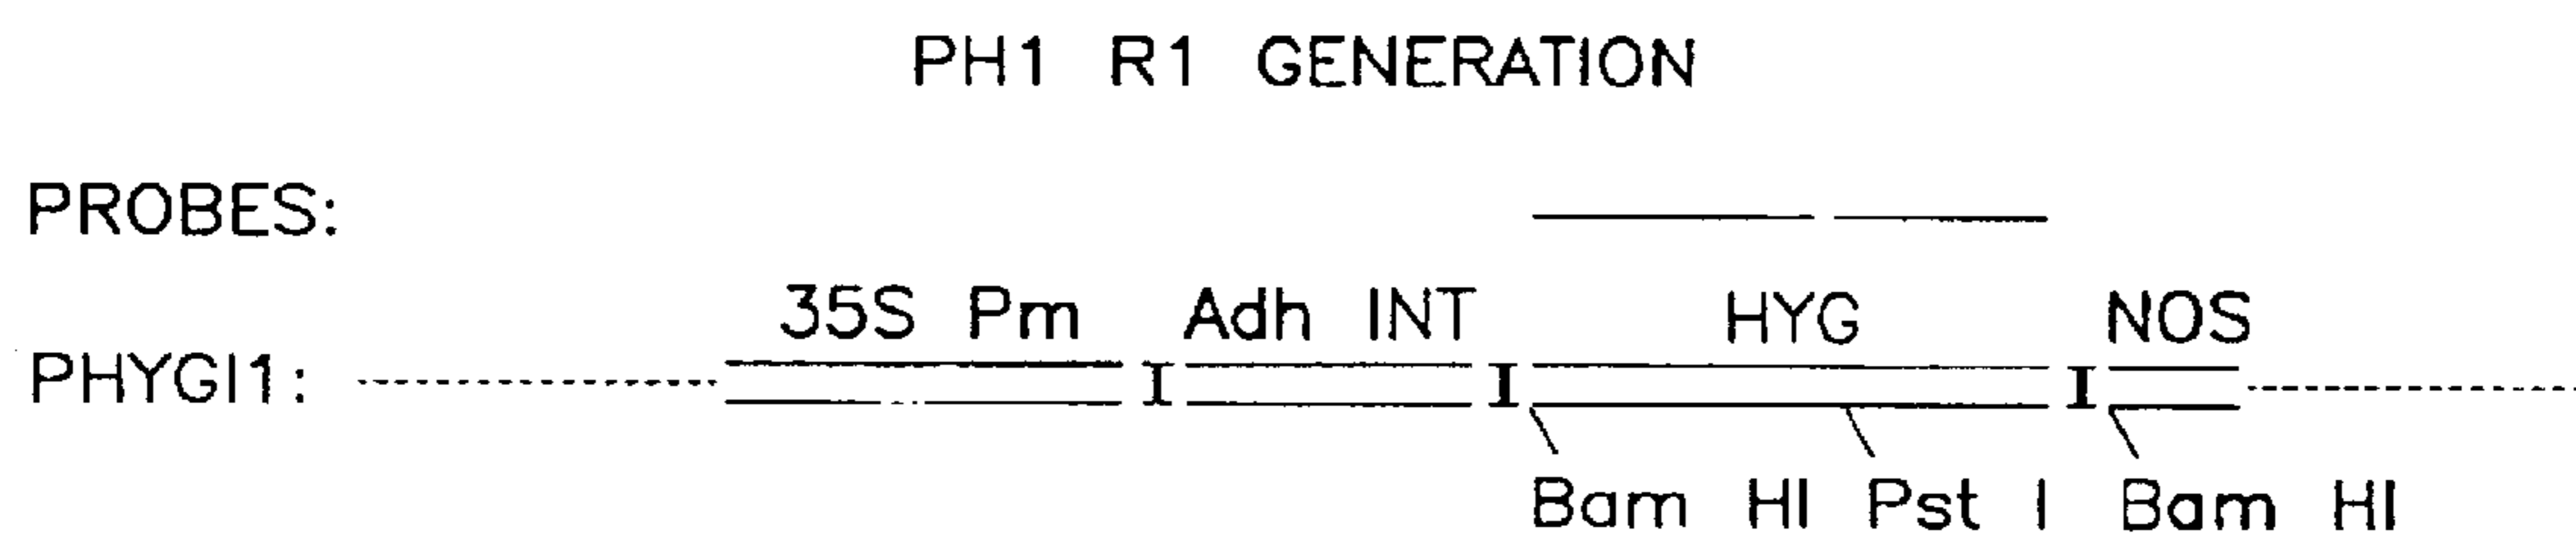 PH1 R1 GENERATION
PROBES:
35S Pm Adh INT HYG NOS
PHYGI1:
Bam HI Pst I Bam HI